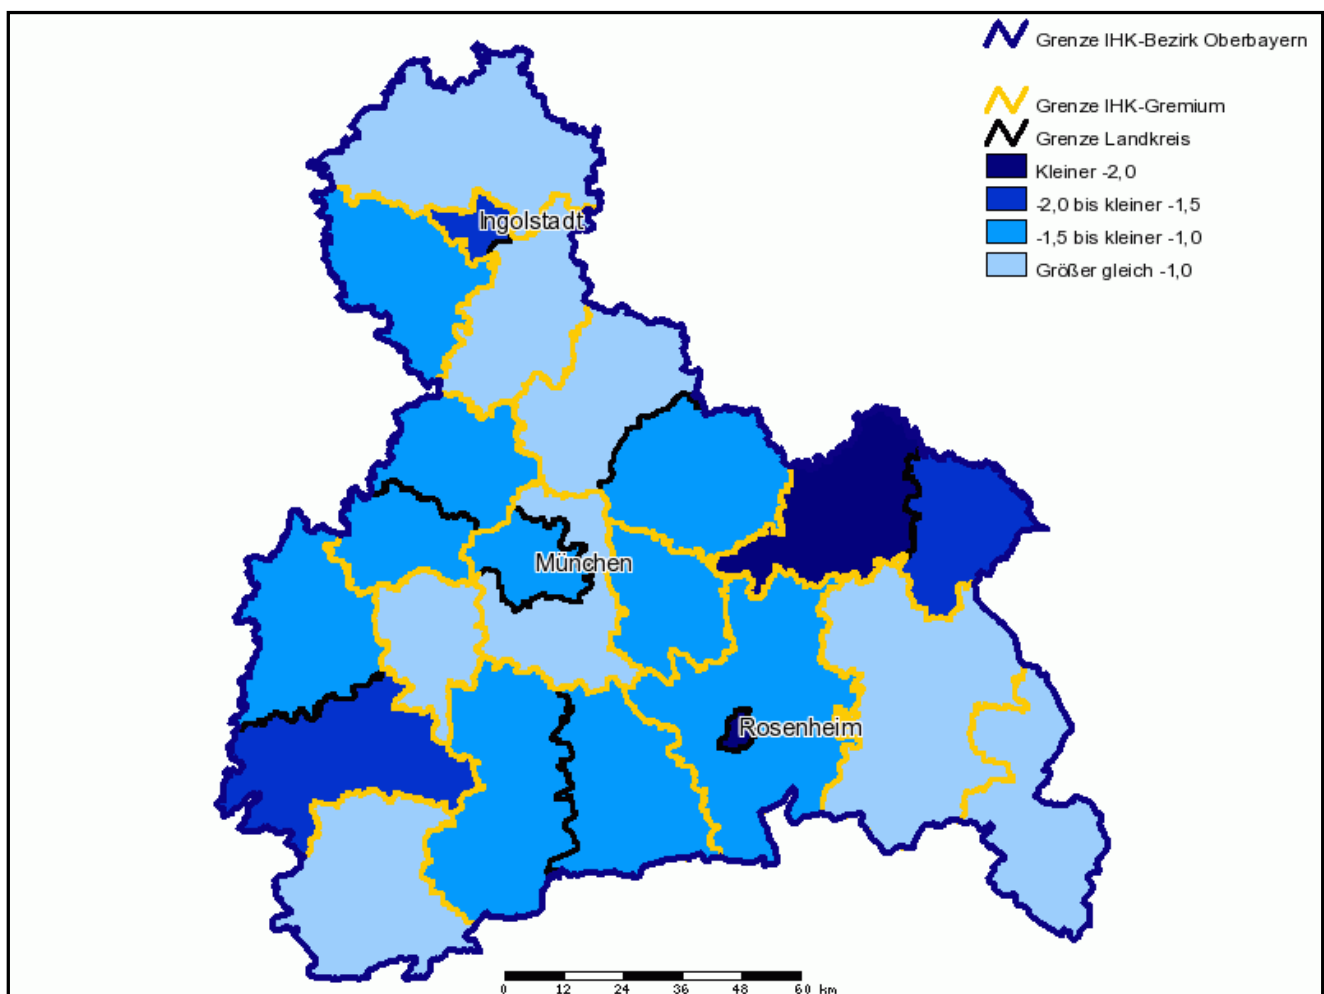 Grenze IHK-Bezirk Oberbayern
Grenze IHK-Gremium
Grenze Landkreis
Kleiner -2,0
-2,0 bis kleiner -1,5
-1,5 bis kleiner -1,0
Größer gleich -1,0
Ingolstadt
München
Rosenheim
0 12 24 36 48 60 km